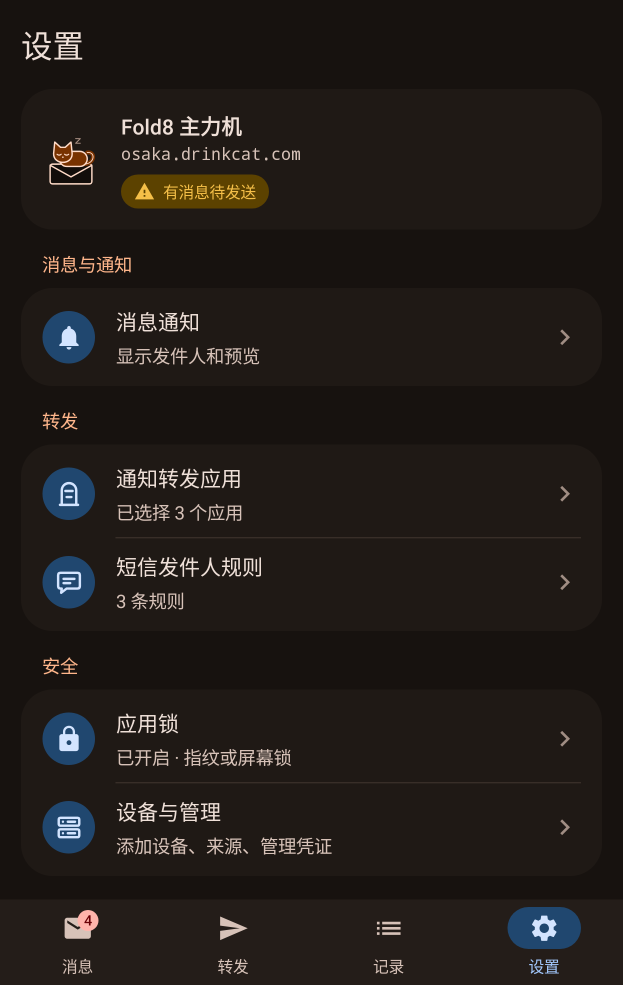 设置
Fold8 主力机
osaka.drinkcat.com
有消息待发送
消息与通知
消息通知
显示发件人和预览
转发
通知转发应用
已选择 3 个应用
短信发件人规则
3 条规则
安全
应用锁
已开启 · 指纹或屏幕锁
设备与管理
添加设备、来源、管理凭证
4
消息
转发
记录
设置